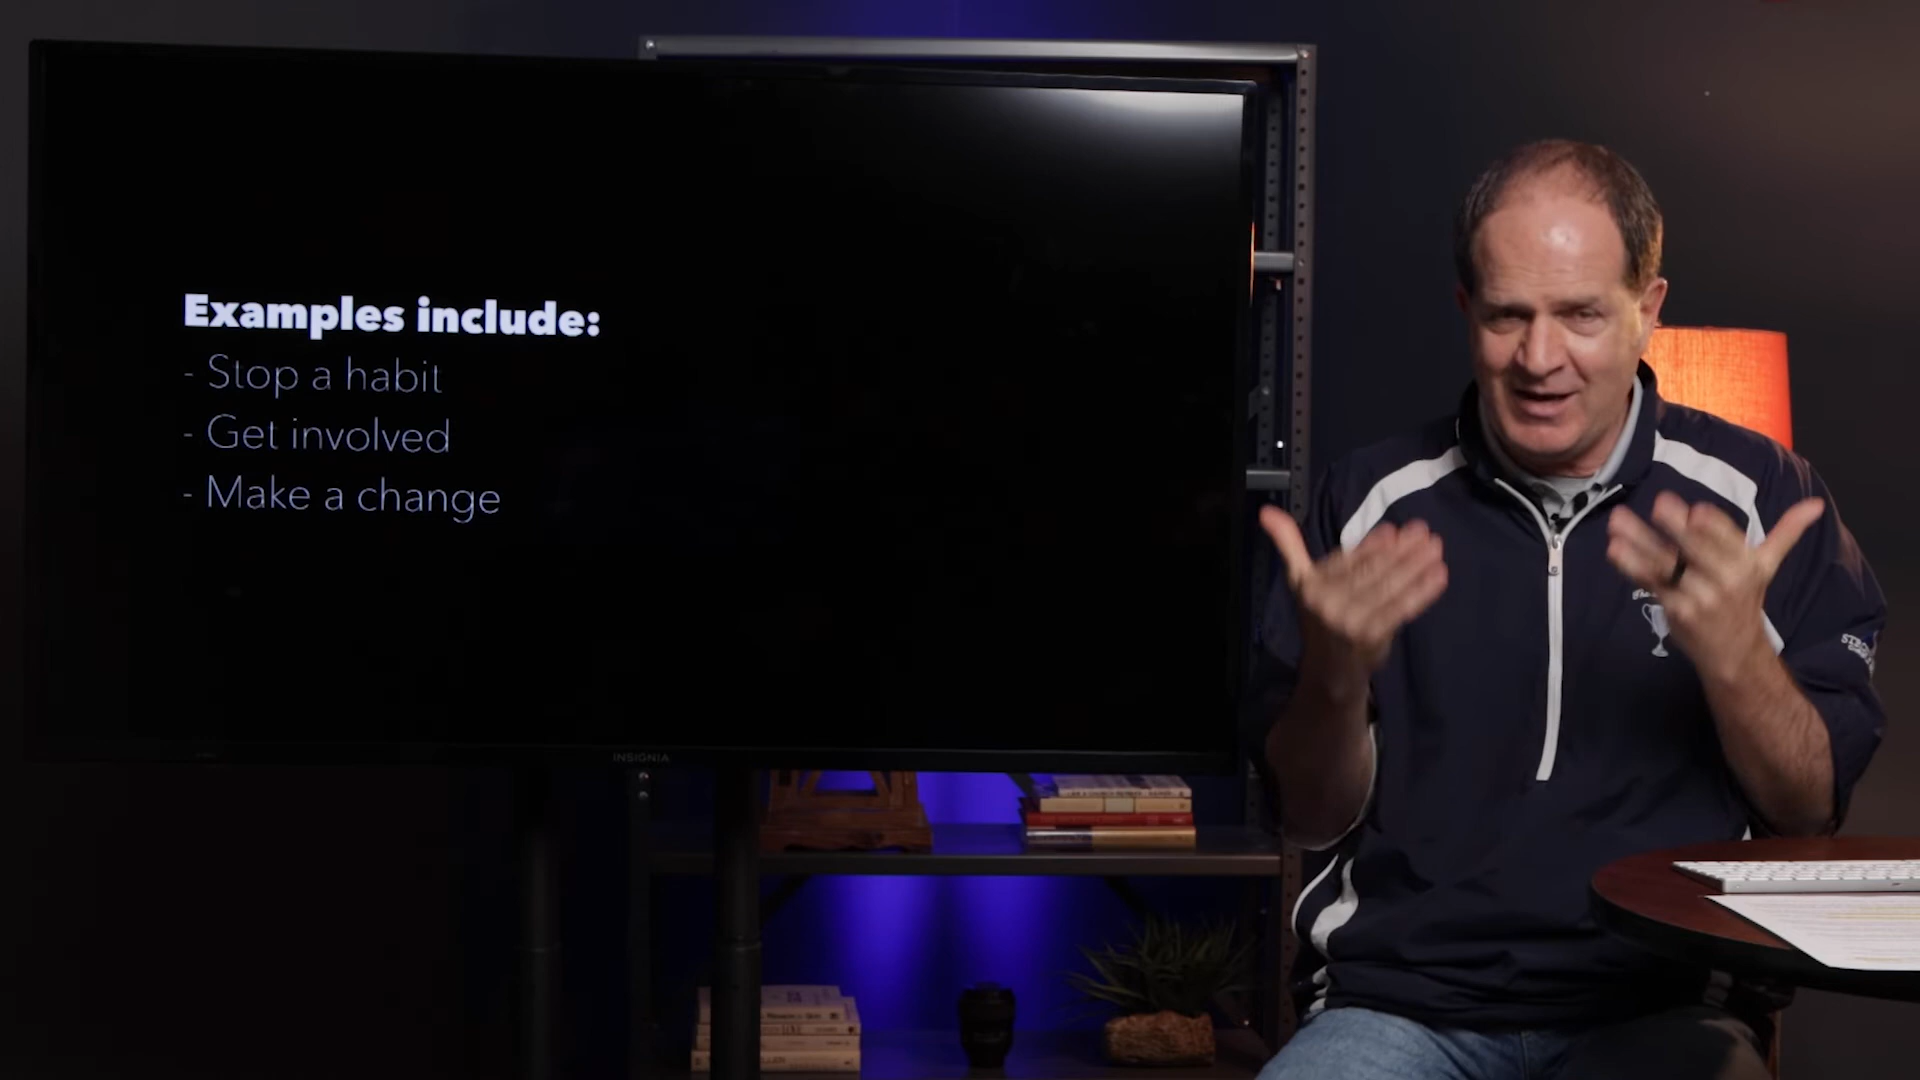 Examples include:
- Stop a habit
- Get involved
- Make a change
INSIGNIA